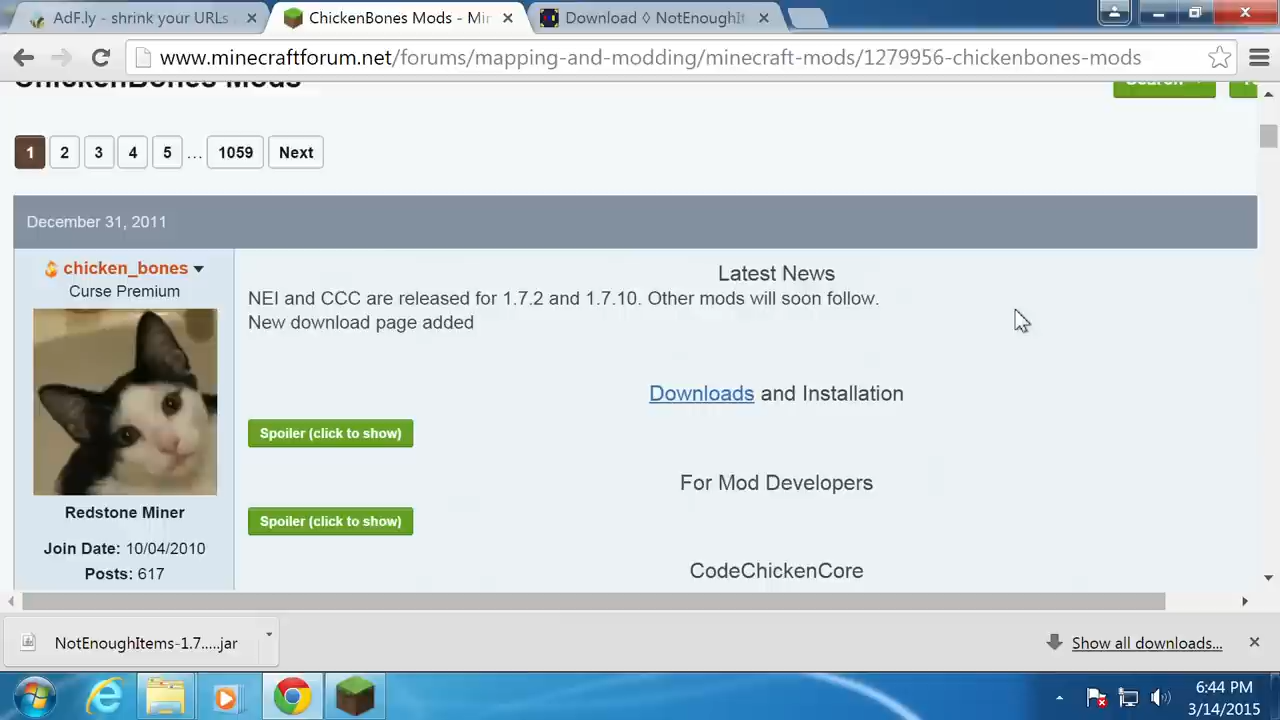 AdF.ly - shrink your URLs
ChickenBones Mods - Mi
Download ◊ NotEnoughIt
www.minecraftforum.net/forums/mapping-and-modding/minecraft-mods/1279956-chickenbones-mods
ChickenBones Mods
Search
1 2 3 4 5 ... 1059 Next
December 31, 2011
chicken_bones
Curse Premium
Redstone Miner
Join Date: 10/04/2010
Posts: 617
Latest News
NEI and CCC are released for 1.7.2 and 1.7.10. Other mods will soon follow.
New download page added
Downloads and Installation
Spoiler (click to show)
For Mod Developers
Spoiler (click to show)
CodeChickenCore
NotEnoughItems-1.7.....jar
Show all downloads...
6:44 PM
3/14/2015